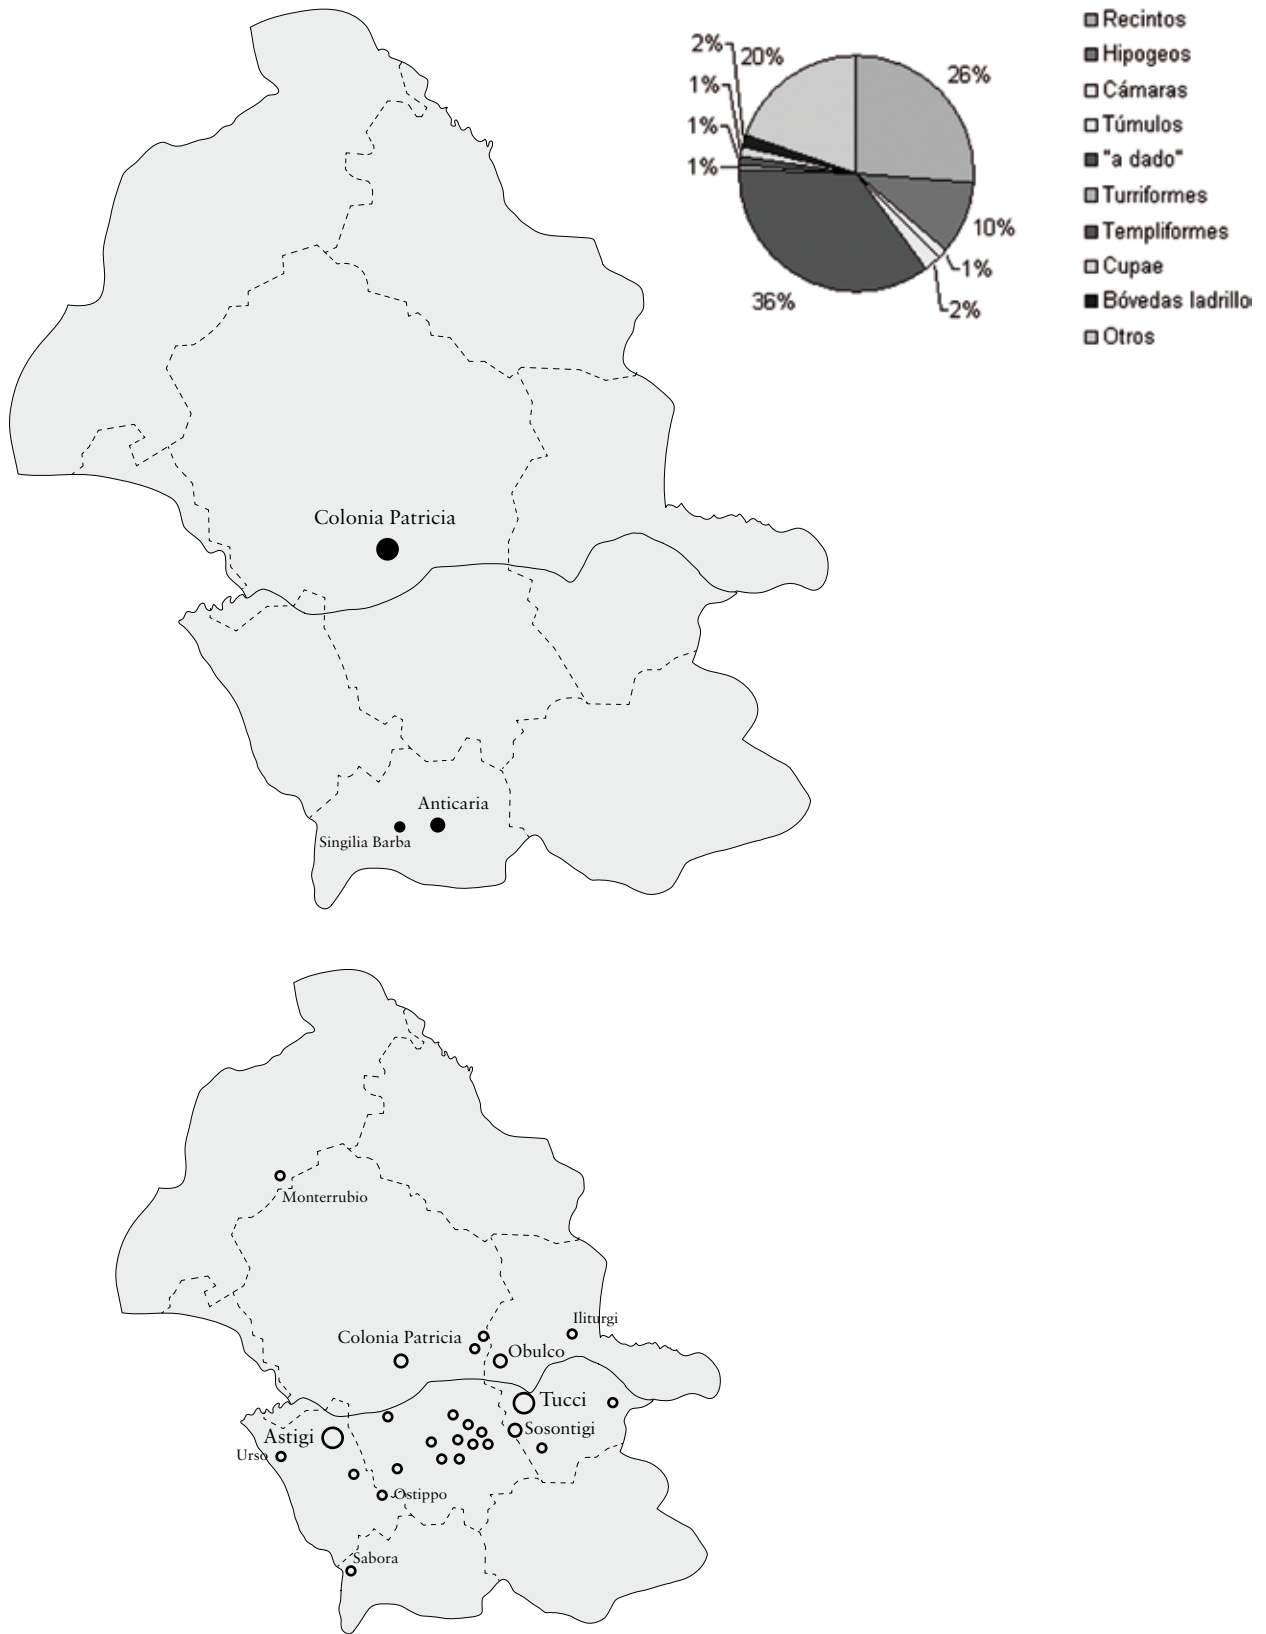 2%
20%
1%
1%
1%
26%
10%
1%
2%
36%
Recintos
Hipogeos
Cámaras
Túmulos
"a dado"
Turriformes
Templiformes
Cupae
Bóvedas ladrillo
Otros
Colonia Patricia
Anticaria
Singilia Barba
Monterrubio
Iliturgi
Colonia Patricia
Obulco
Tucci
Sosontigi
Astigi
Urso
Ostippo
Sabora